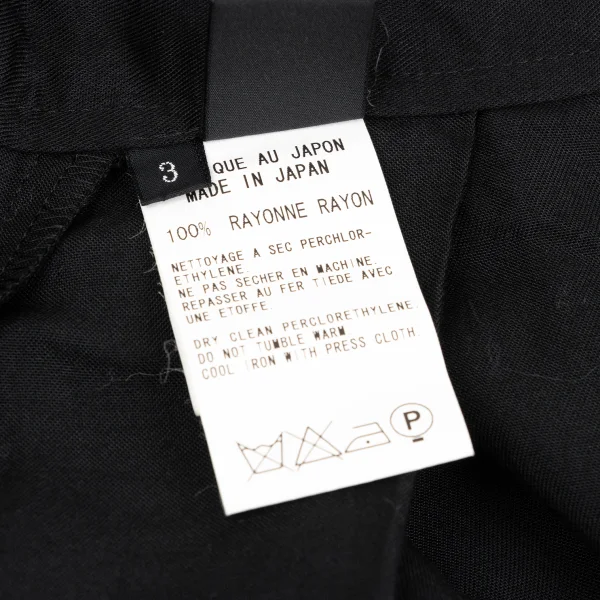 3
QUE AU JAPON
MADE IN JAPAN
100% RAYONNE RAYON
NETTOYAGE A SEC PERCHLOR-
ETHYLENE.
NE PAS SECHER EN MACHINE.
REPASSER AU FER TIEDE AVEC
UNE ETOFFE.
DRY CLEAN PERCLORETHYLENE.
DO NOT TUMBLE WARM
COOL IRON WITH PRESS CLOTH.
P